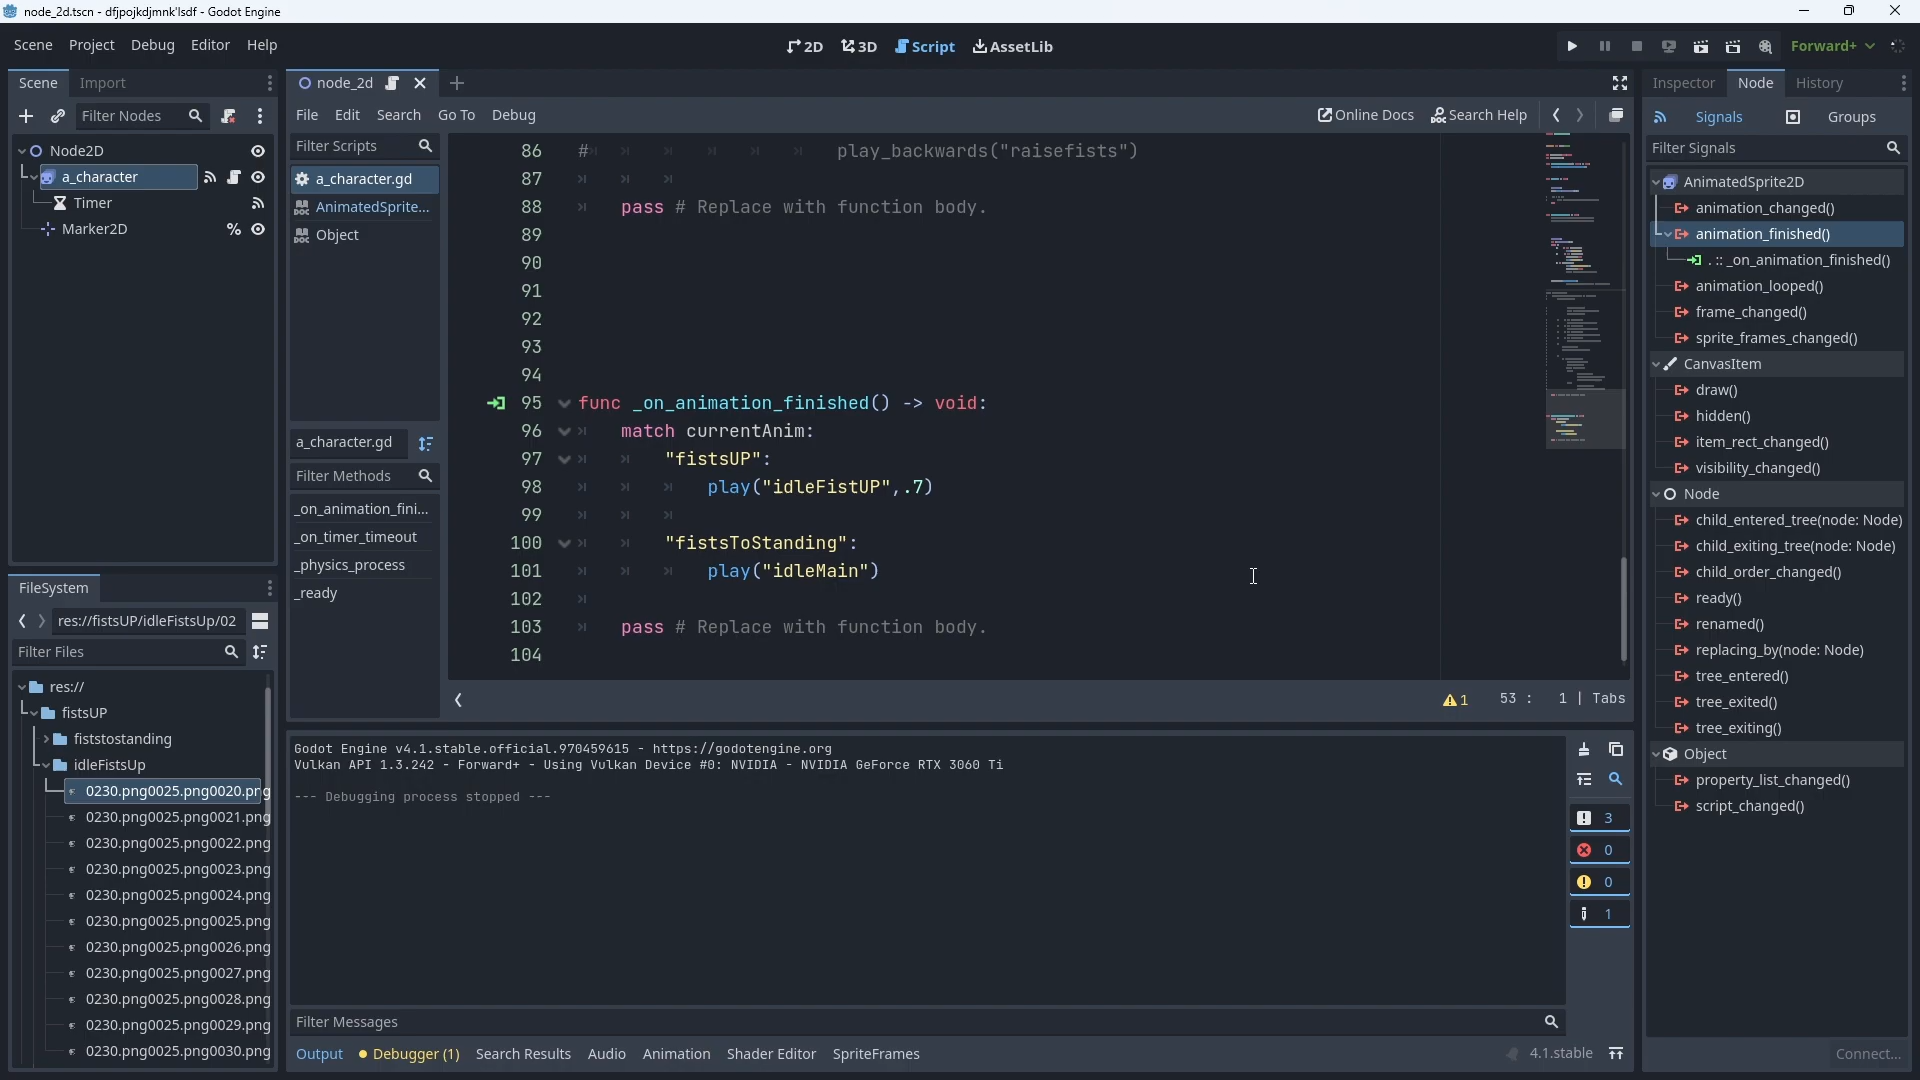 node_2d.tscn - dfjpojkdjmnk'lsdf - Godot Engine
Scene Project Debug Editor Help
2D 3D Script AssetLib
Forward+
Scene Import
Filter Nodes
Node2D
a_character
Timer
Marker2D
%
FileSystem
res://fistsUP/idleFistsUp/02
Filter Files
res://
fistsUP
fiststostanding
idleFistsUp
0230.png0025.png0020.png
0230.png0025.png0021.png
0230.png0025.png0022.png
0230.png0025.png0023.png
0230.png0025.png0024.png
0230.png0025.png0025.png
0230.png0025.png0026.png
0230.png0025.png0027.png
0230.png0025.png0028.png
0230.png0025.png0029.png
0230.png0025.png0030.png
node_2d
File Edit Search Go To Debug
Online Docs Search Help
Filter Scripts
a_character.gd
AnimatedSprite...
Object
a_character.gd
Filter Methods
_on_animation_fini...
_on_timer_timeout
_physics_process
_ready
86 # play_backwards("raisefists")
87
88 pass # Replace with function body.
89
90
91
92
93
94
95 func _on_animation_finished() -> void:
96 match currentAnim:
97 "fistsUP":
98 play("idleFistUP",.7)
99
100 "fistsToStanding":
101 play("idleMain")
102
103 pass # Replace with function body.
104
1 53 : 1 | Tabs
Godot Engine v4.1.stable.official.970459615 - https://godotengine.org
Vulkan API 1.3.242 - Forward+ - Using Vulkan Device #0: NVIDIA - NVIDIA GeForce RTX 3060 Ti
--- Debugging process stopped ---
3
0
0
1
Filter Messages
Output Debugger (1) Search Results Audio Animation Shader Editor SpriteFrames
4.1.stable
Inspector Node History
Signals Groups
Filter Signals
AnimatedSprite2D
animation_changed()
animation_finished()
. :: _on_animation_finished()
animation_looped()
frame_changed()
sprite_frames_changed()
CanvasItem
draw()
hidden()
item_rect_changed()
visibility_changed()
Node
child_entered_tree(node: Node)
child_exiting_tree(node: Node)
child_order_changed()
ready()
renamed()
replacing_by(node: Node)
tree_entered()
tree_exited()
tree_exiting()
Object
property_list_changed()
script_changed()
Connect...